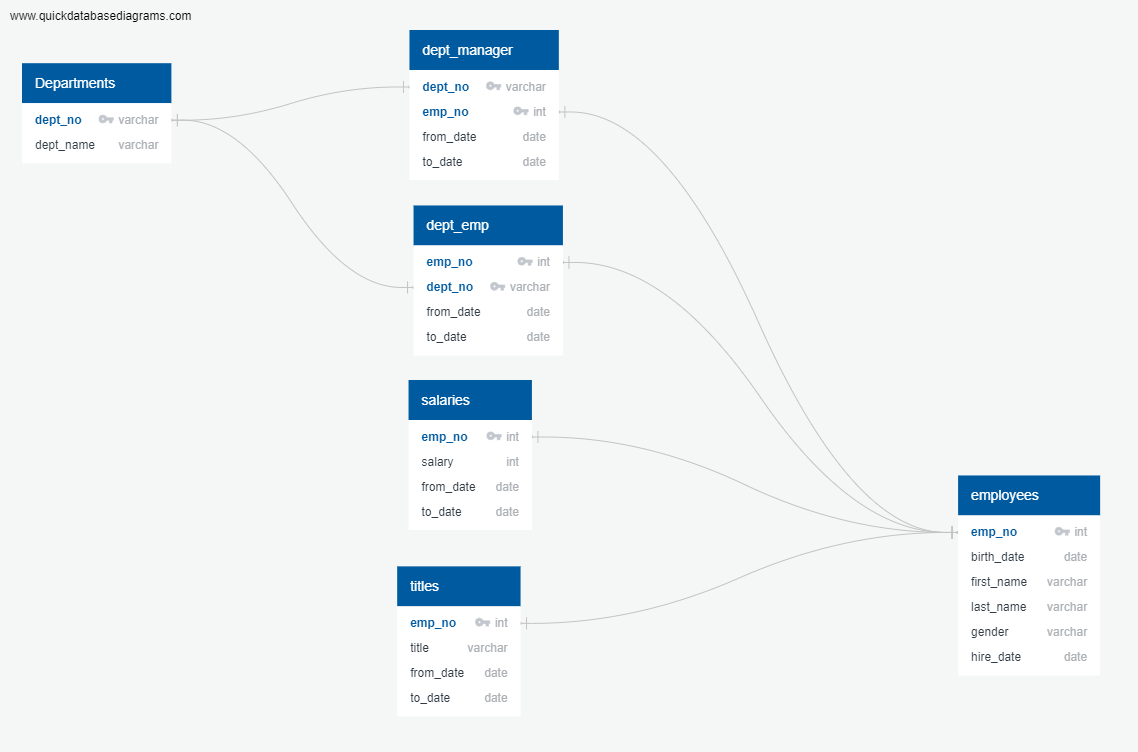 www.quickdatabasediagrams.com
Departments
dept_no varchar
dept_name varchar
dept_manager
dept_no varchar
emp_no int
from_date date
to_date date
dept_emp
emp_no int
dept_no varchar
from_date date
to_date date
salaries
emp_no int
salary int
from_date date
to_date date
titles
emp_no int
title varchar
from_date date
to_date date
employees
emp_no int
birth_date date
first_name varchar
last_name varchar
gender varchar
hire_date date